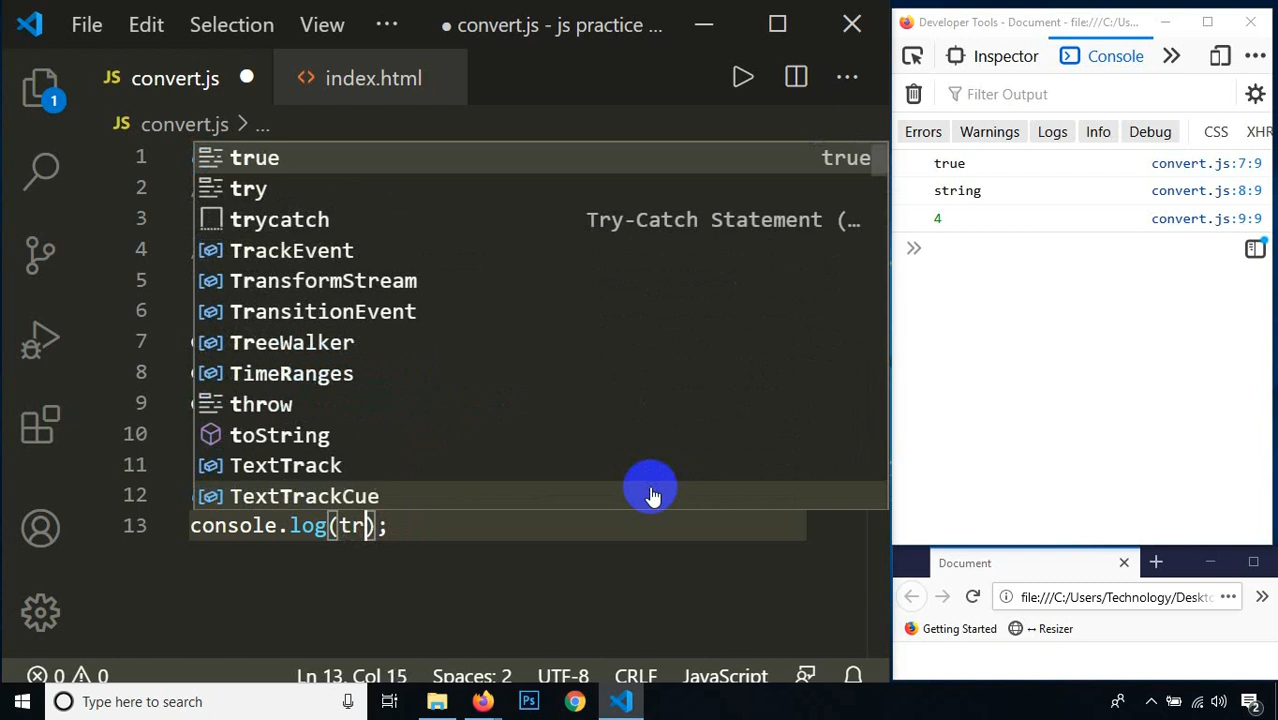 File Edit Selection View ··· ● convert.js - js practice ...
JS convert.js ● <> index.html
JS convert.js > ...
1 true true
2 try
3 trycatch Try-Catch Statement (…
4 TrackEvent
5 TransformStream
6 TransitionEvent
7 TreeWalker
8 TimeRanges
9 throw
10 toString
11 TextTrack
12 TextTrackCue
13 console.log(tr);
1
0 0 Ln 13, Col 15 Spaces: 2 UTF-8 CRLF JavaScript
Developer Tools - Document - file:///C:/Us...
Inspector Console
Filter Output
Errors Warnings Logs Info Debug CSS XHR
true convert.js:7:9
string convert.js:8:9
4 convert.js:9:9
Document
file:///C:/Users/Technology/Deskto
Getting Started Resizer
Type here to search
Ps
2